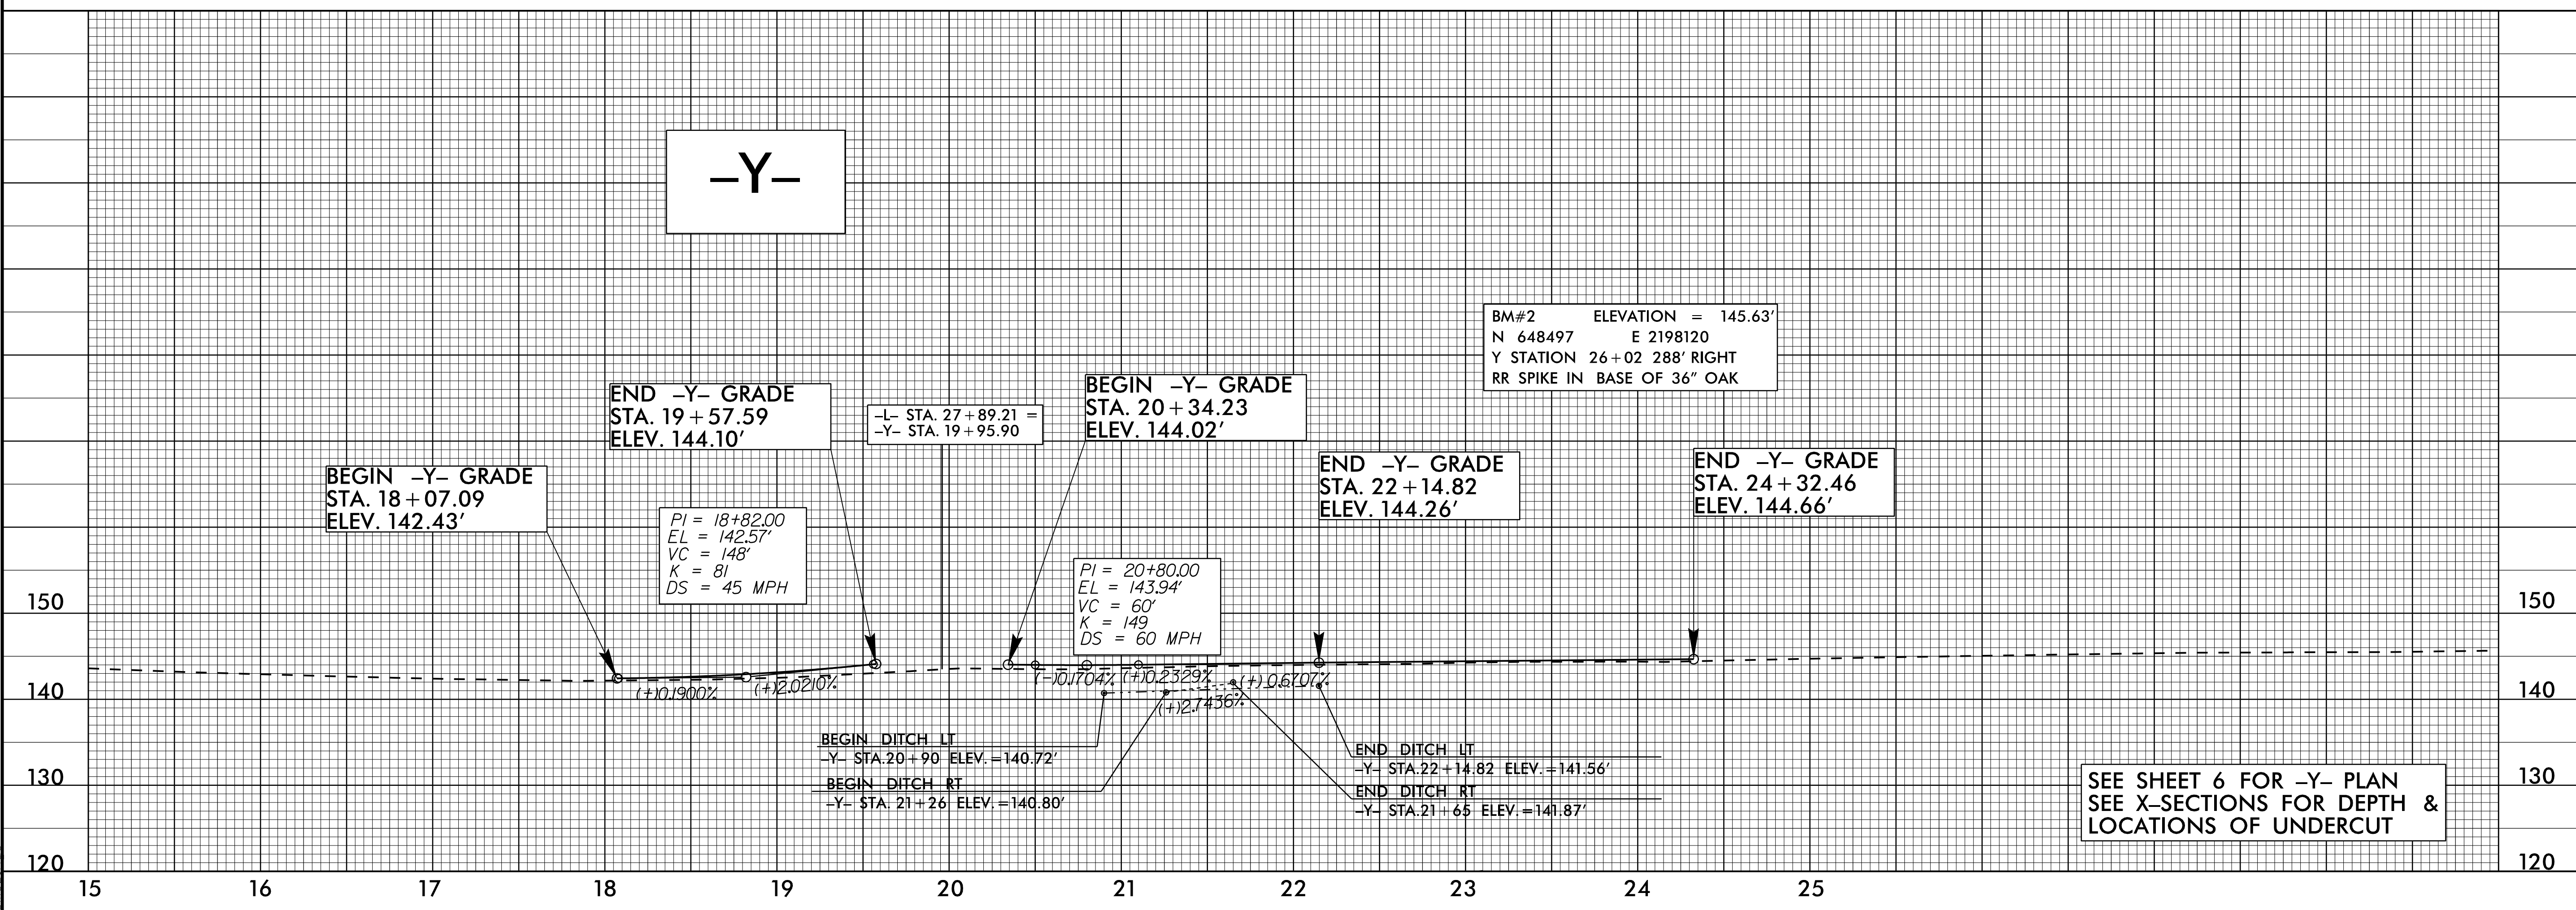 –Y–
BM#2 ELEVATION = 145.63'
N 648497 E 2198120
Y STATION 26+02 288' RIGHT
RR SPIKE IN BASE OF 36" OAK
END –Y– GRADE
STA. 19+57.59
ELEV. 144.10'
–L– STA. 27+89.21 =
–Y– STA. 19+95.90
BEGIN –Y– GRADE
STA. 20+34.23
ELEV. 144.02'
BEGIN –Y– GRADE
STA. 18+07.09
ELEV. 142.43'
END –Y– GRADE
STA. 22+14.82
ELEV. 144.26'
END –Y– GRADE
STA. 24+32.46
ELEV. 144.66'
PI = 18+82.00
EL = 142.57'
VC = 148'
K = 81
DS = 45 MPH
PI = 20+80.00
EL = 143.94'
VC = 60'
K = 149
DS = 60 MPH
150
150
140
(+)0.1900%
(+)2.0210%
(–)0.1704%
(+)0.2329%
(+)0.6707%
(+)2.7436%
140
BEGIN DITCH LT
–Y– STA.20+90 ELEV.=140.72'
BEGIN DITCH RT
–Y– STA. 21+26 ELEV.=140.80'
END DITCH LT
–Y– STA.22+14.82 ELEV.=141.56'
END DITCH RT
–Y– STA.21+65 ELEV.=141.87'
130
130
SEE SHEET 6 FOR –Y– PLAN
SEE X–SECTIONS FOR DEPTH &
LOCATIONS OF UNDERCUT
120
120
15 16 17 18 19 20 21 22 23 24 25